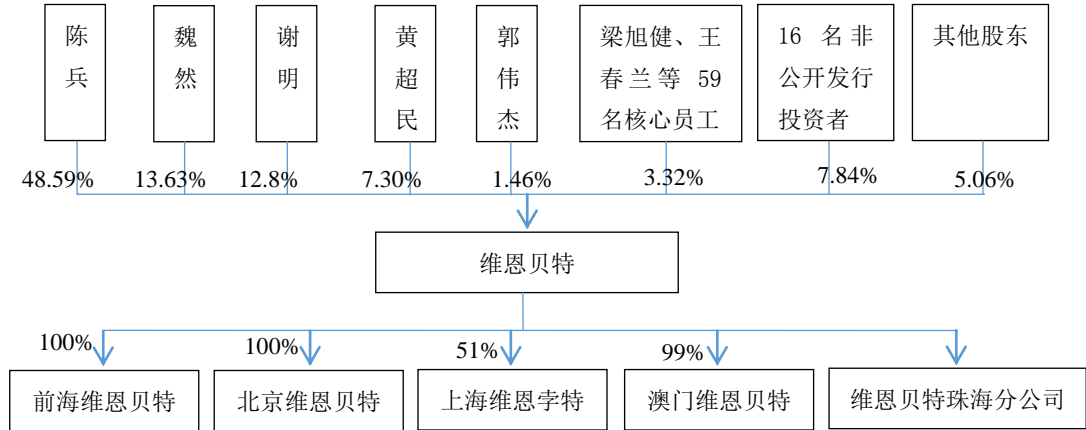 陈兵
魏然
谢明
黄超民
郭伟杰
梁旭健、王
春兰等 59
名核心员工
16 名非
公开发行
投资者
其他股东
48.59%
13.63%
12.8%
7.30%
1.46%
3.32%
7.84%
5.06%
维恩贝特
100%
100%
51%
99%
前海维恩贝特
北京维恩贝特
上海维恩孛特
澳门维恩贝特
维恩贝特珠海分公司